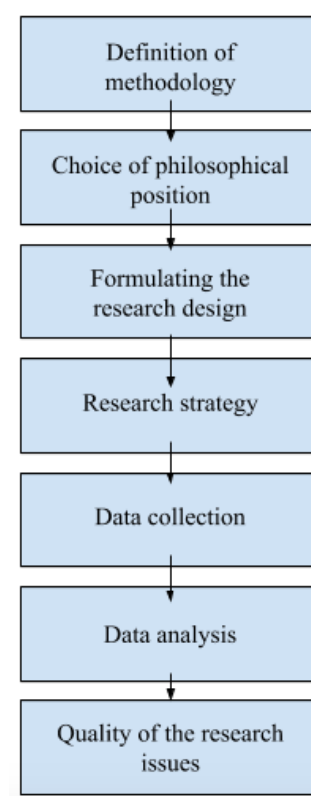 Definition of
methodology
Choice of philosophical
position
Formulating the
research design
Research strategy
Data collection
Data analysis
Quality of the research
issues